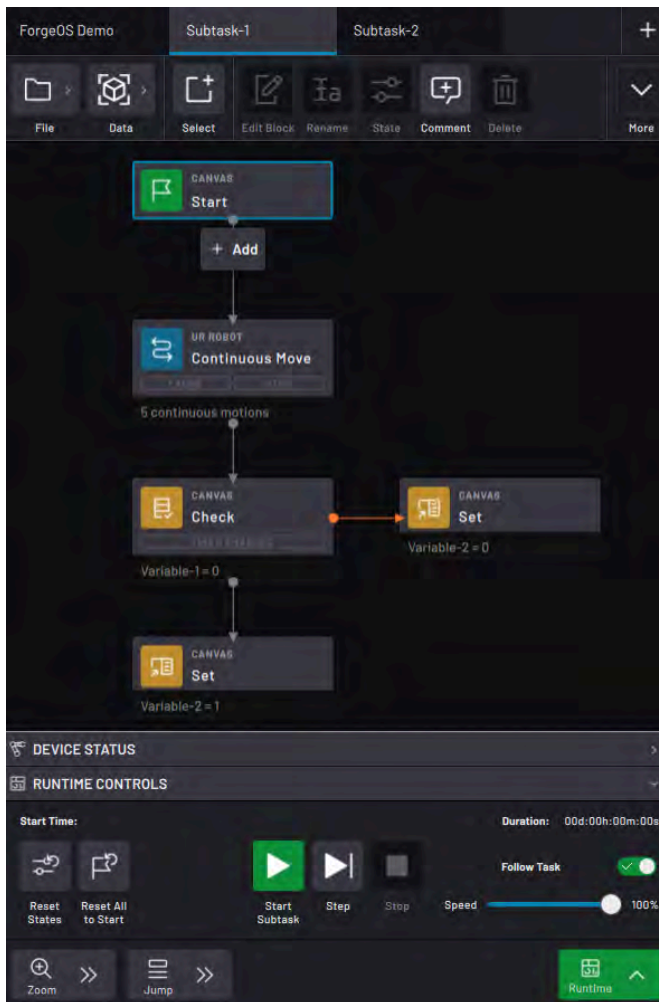 ForgeOS Demo
Subtask-1
Subtask-2
File
Data
Select
Edit Block
Rename
State
Comment
Delete
More
CANVAS
Start
+ Add
UR ROBOT
Continuous Move
5 continuous motions
CANVAS
Check
Variable-1 = 0
CANVAS
Set
Variable-2 = 0
CANVAS
Set
Variable-2 = 1
DEVICE STATUS
RUNTIME CONTROLS
Start Time:
Duration: 00d:00h:00m:00s
Follow Task
Reset States
Reset All to Start
Start Subtask
Step
Stop
Speed
100%
Zoom
Jump
Runtime